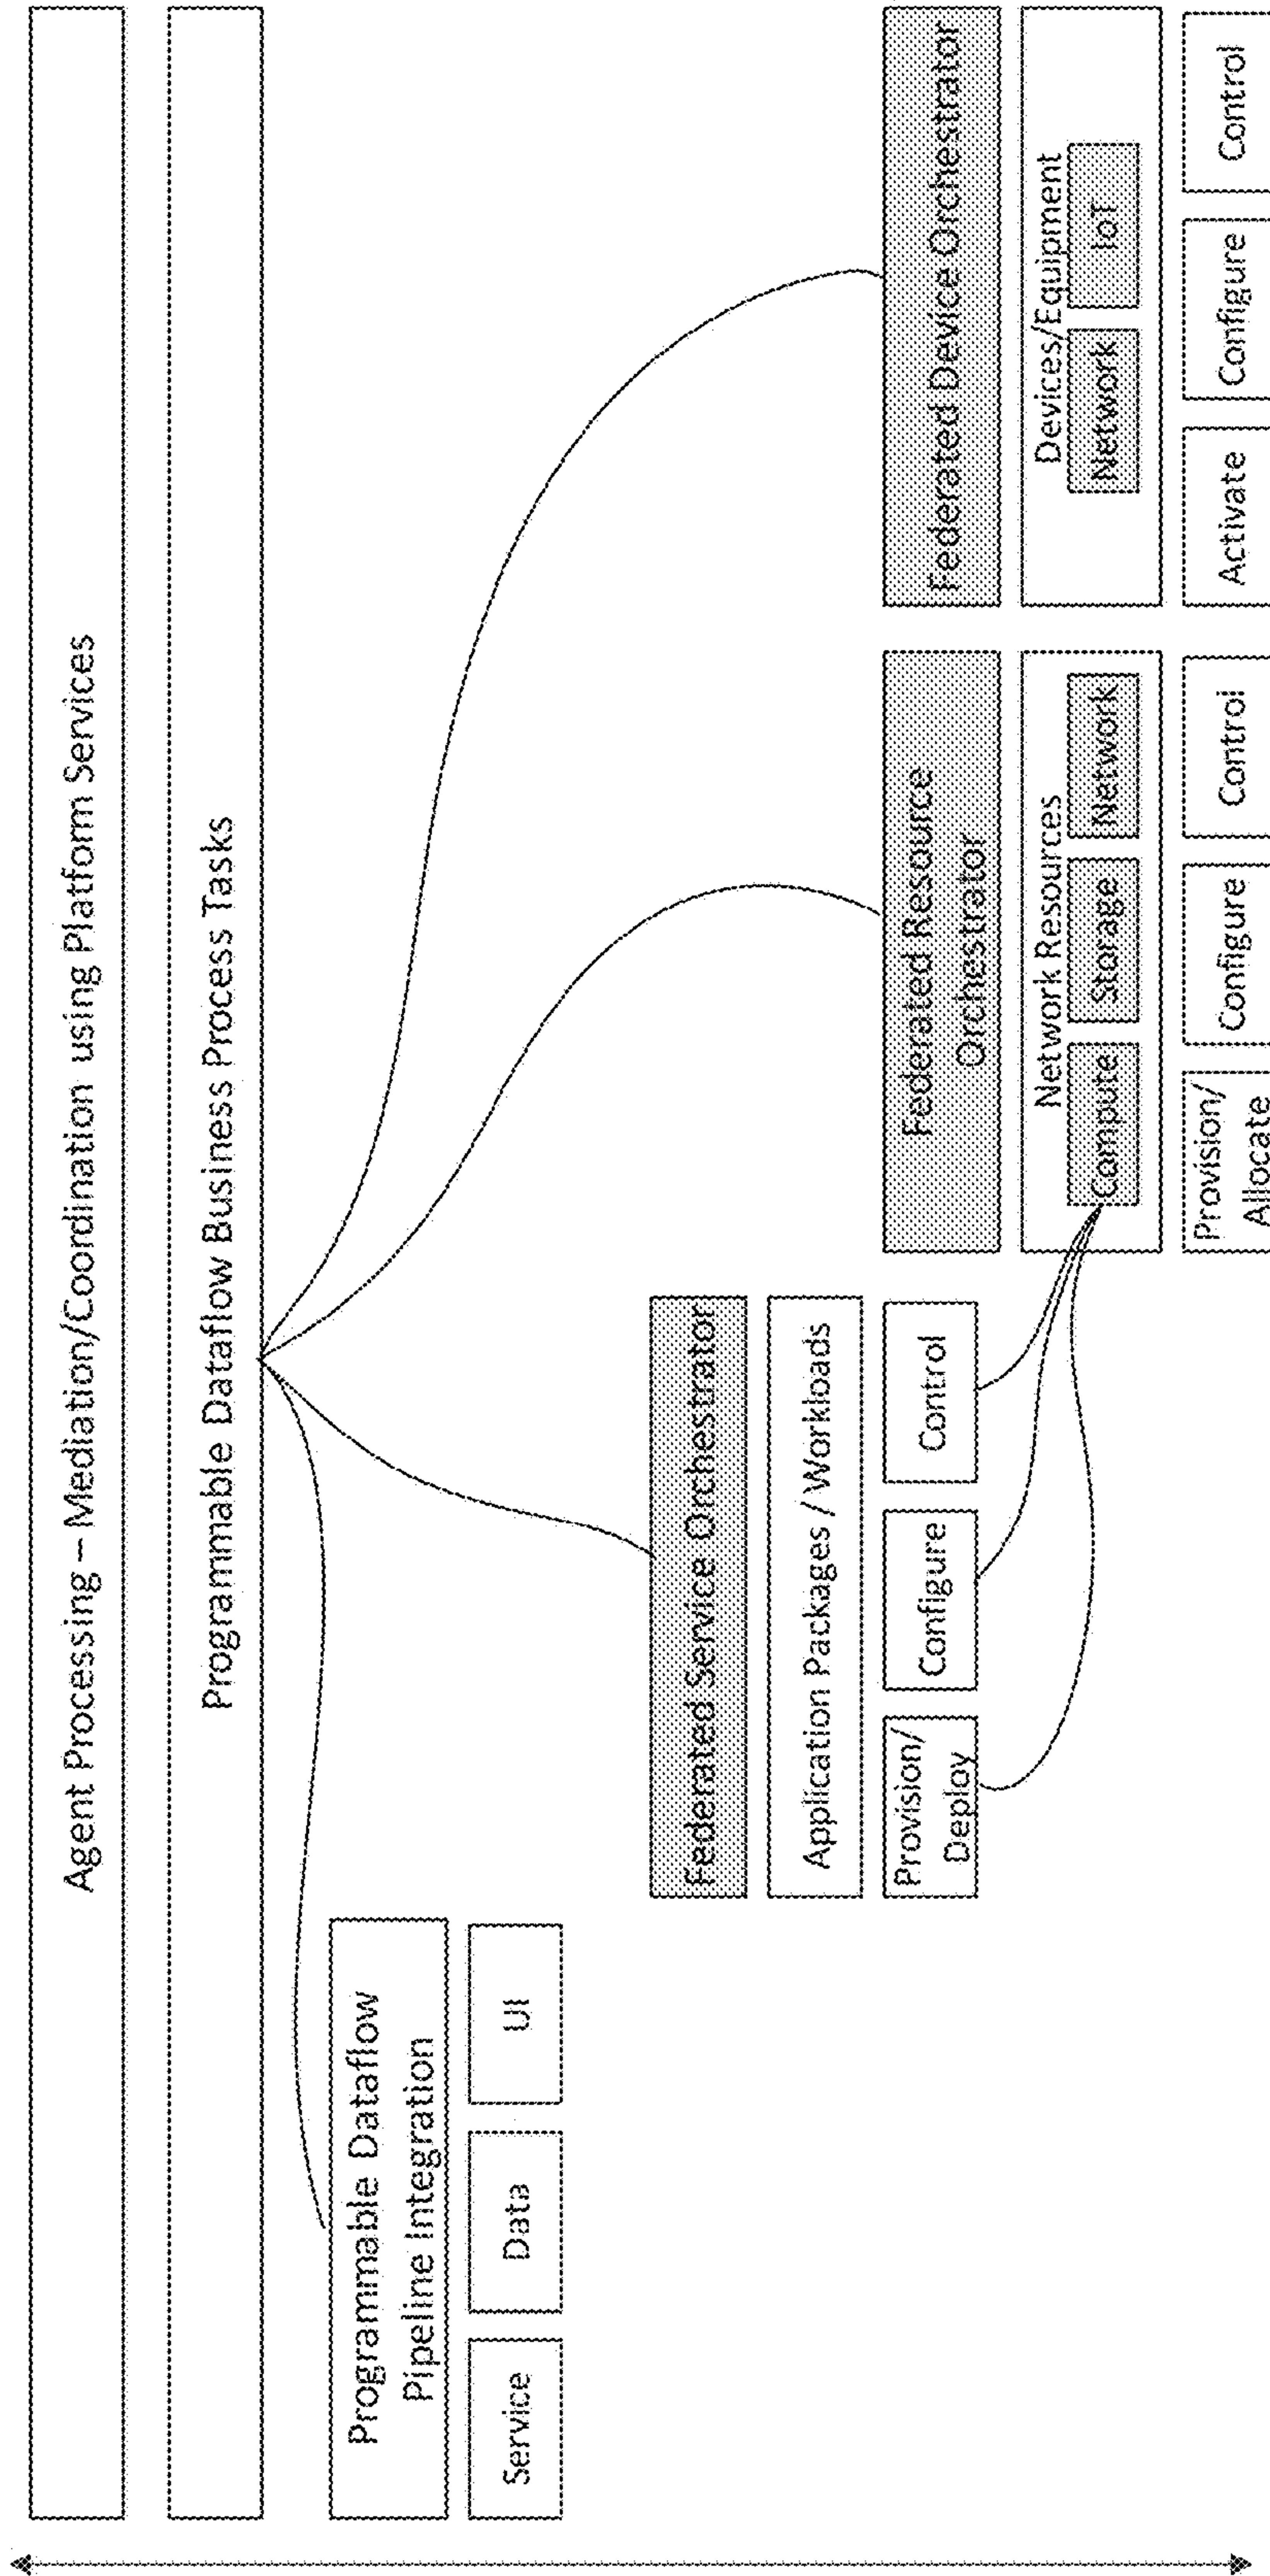 Agent Processing – Mediation/Coordination using Platform Services
Programmable Dataflow Business Process Tasks
Programmable Dataflow
Pipeline Integration
Service
Data
UI
Federated Service Orchestrator
Application Packages / Workloads
Provision/
Deploy
Configure
Control
Federated Resource
Orchestrator
Network Resources
Compute
Storage
Network
Provision/
Allocate
Configure
Control
Federated Device Orchestrator
Devices/Equipment
Network
IoT
Activate
Configure
Control